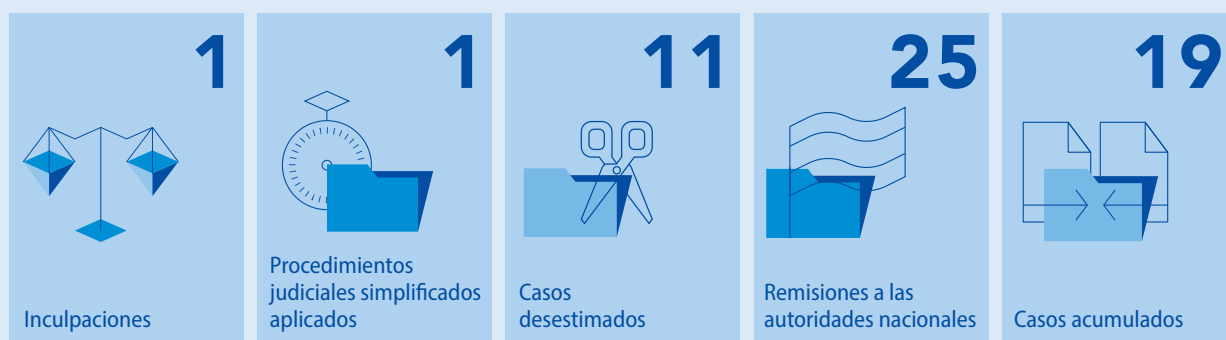 1
Inculpaciones
1
Procedimientos
judiciales simplificados
aplicados
11
Casos
desestimados
25
Remisiones a las
autoridades nacionales
19
Casos acumulados